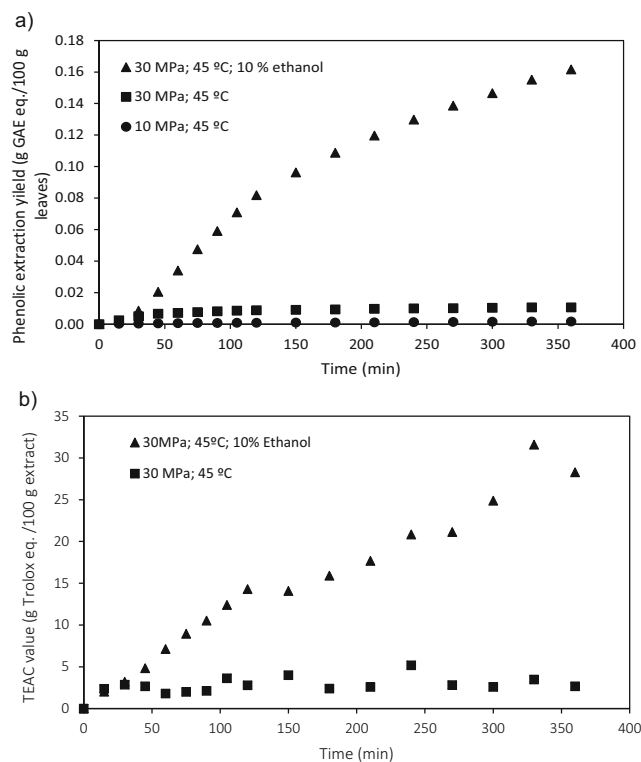 a)
0.18
0.16
0.14
0.12
0.10
0.08
0.06
0.04
0.02
0.00
Phenolic extraction yileld (g GAE eq./100 g
leaves)
30 MPa; 45 ºC; 10 % ethanol
30 MPa; 45 ºC
10 MPa; 45 ºC
0 50 100 150 200 250 300 350 400
Time (min)
b)
35
30
25
20
15
10
5
0
TEAC value (g Trolox eq. /100 g extract)
30MPa; 45ºC; 10% Ethanol
30 MPa; 45 ºC
0 50 100 150 200 250 300 350 400
Time (min)